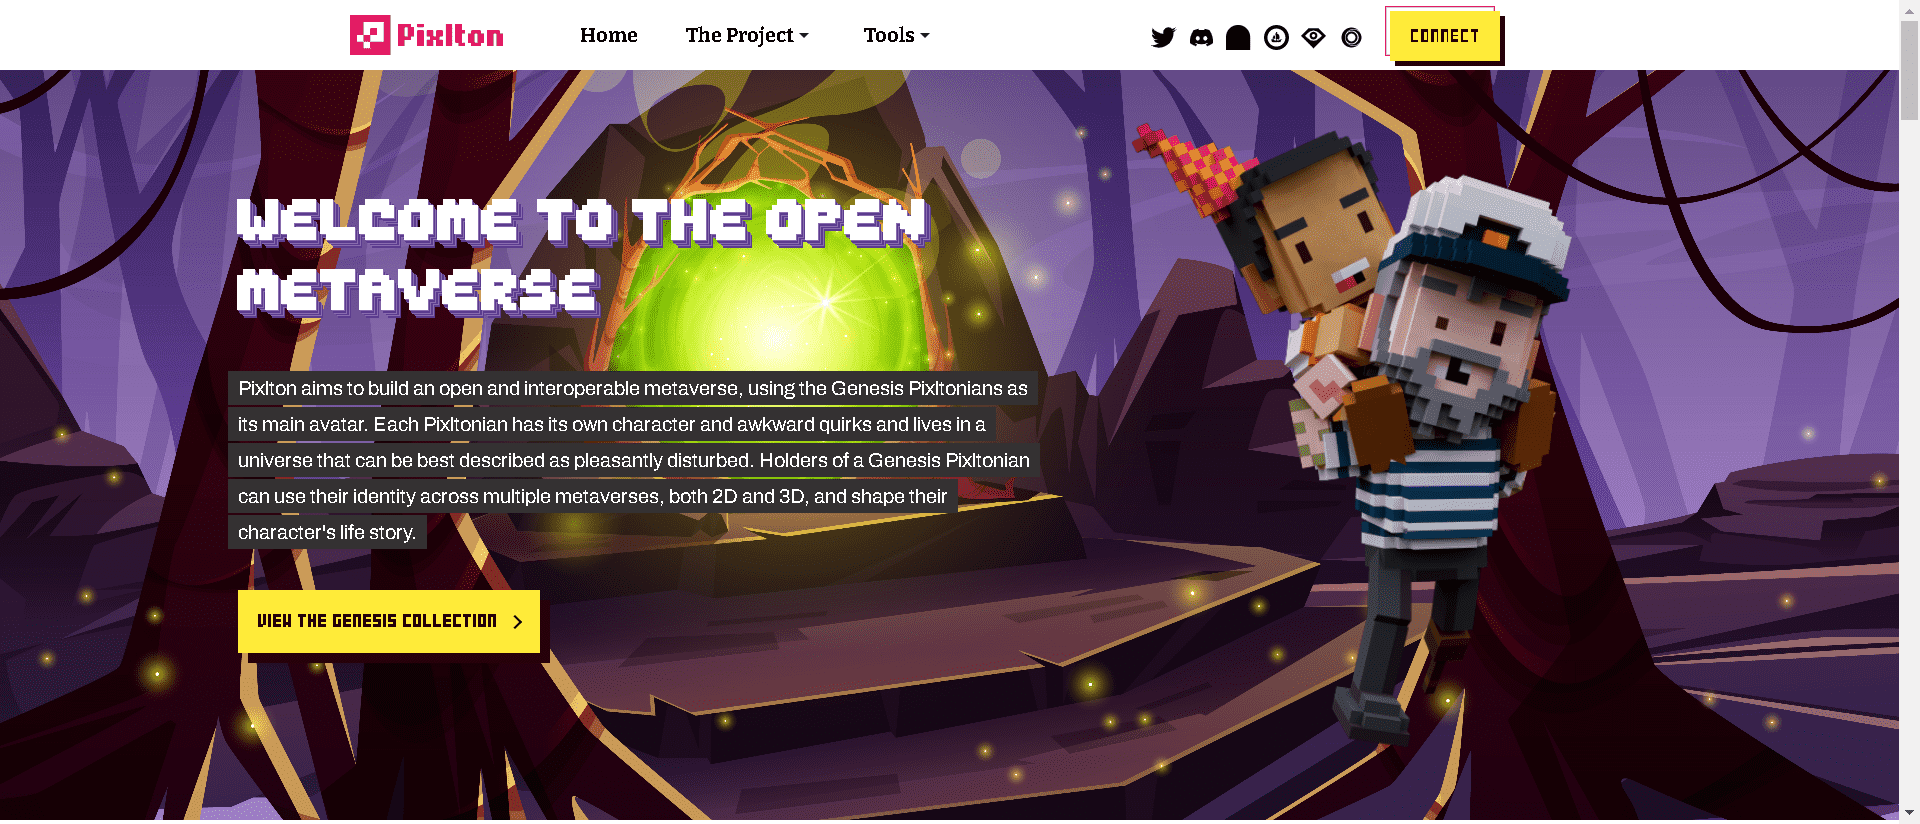 Pixlton
Home
The Project
Tools
CONNECT
WELCOME TO THE OPEN
METAVERSE
Pixlton aims to build an open and interoperable metaverse, using the Genesis Pixltonians as
its main avatar. Each Pixltonian has its own character and awkward quirks and lives in a
universe that can be best described as pleasantly disturbed. Holders of a Genesis Pixltonian
can use their identity across multiple metaverses, both 2D and 3D, and shape their
character's life story.
VIEW THE GENESIS COLLECTION